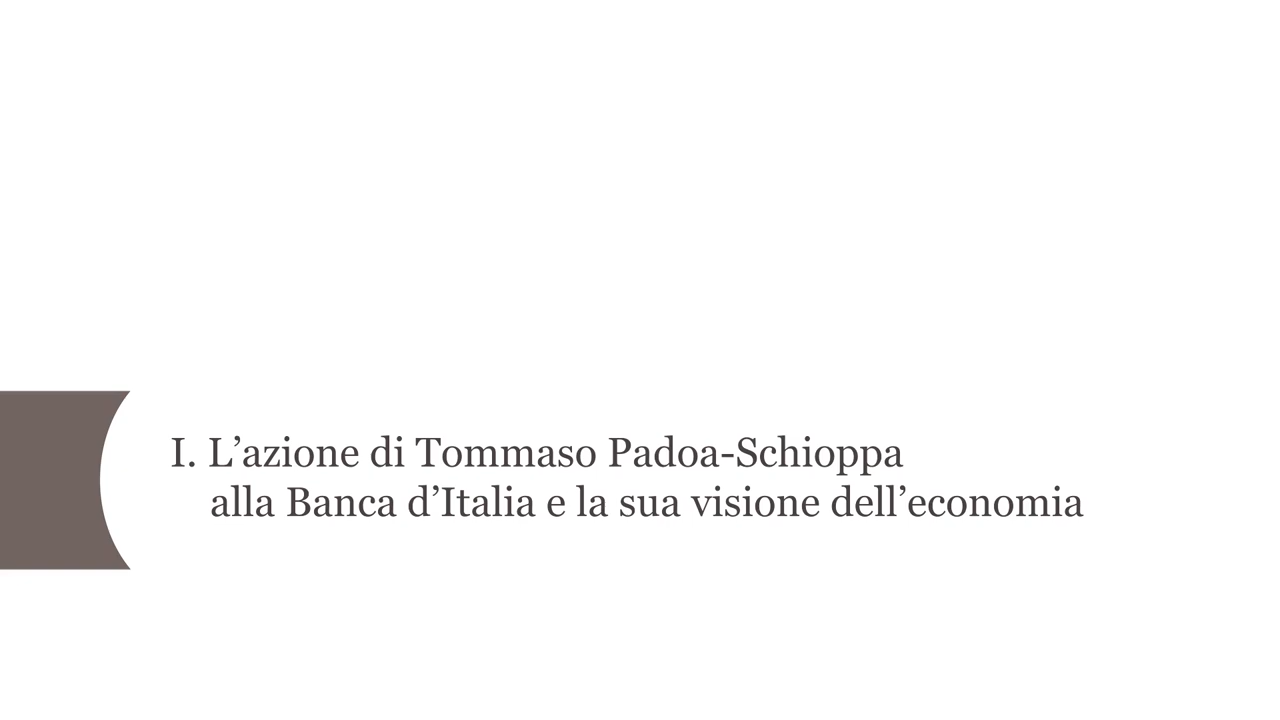 I. L’azione di Tommaso Padoa-Schioppa
alla Banca d’Italia e la sua visione dell’economia